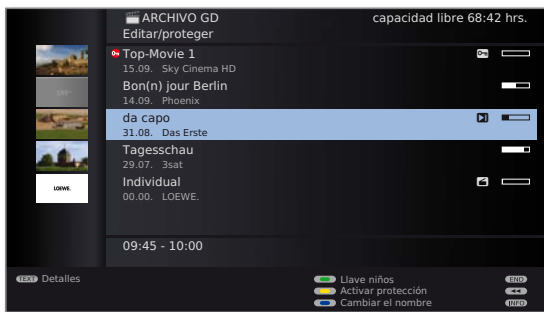 ARCHIVO GD capacidad libre 68:42 hrs.
Editar/proteger
Top-Movie 1
15.09. Sky Cinema HD
Bon(n) jour Berlin
14.09. Phoenix
da capo
31.08. Das Erste
Tagesschau
29.07. 3sat
Individual
00.00. LOEWE.
LOEWE.
09:45 - 10:00
TEXT Detalles
Llave niños END
Activar protección
Cambiar el nombre INFO